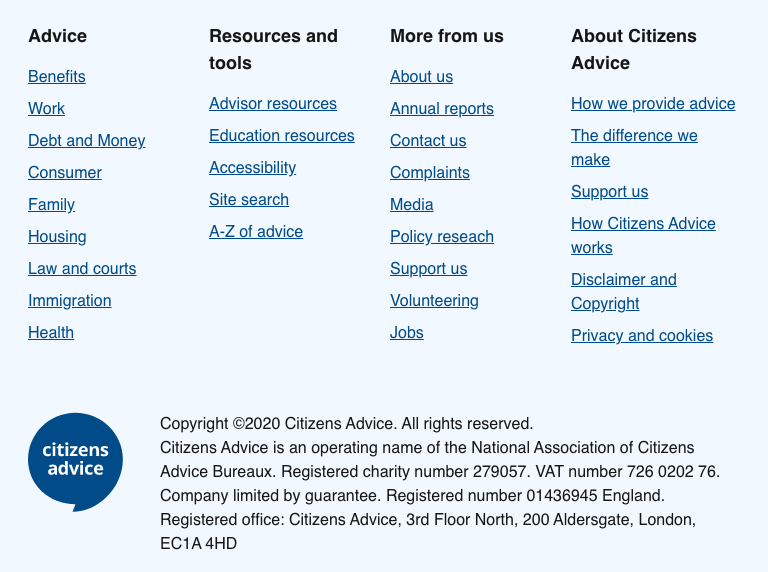 Advice
Benefits
Work
Debt and Money
Consumer
Family
Housing
Law and courts
Immigration
Health
Resources and
tools
Advisor resources
Education resources
Accessibility
Site search
A-Z of advice
More from us
About us
Annual reports
Contact us
Complaints
Media
Policy reseach
Support us
Volunteering
Jobs
About Citizens
Advice
How we provide advice
The difference we
make
Support us
How Citizens Advice
works
Disclaimer and
Copyright
Privacy and cookies
citizens
advice
Copyright ©2020 Citizens Advice. All rights reserved.
Citizens Advice is an operating name of the National Association of Citizens
Advice Bureaux. Registered charity number 279057. VAT number 726 0202 76.
Company limited by guarantee. Registered number 01436945 England.
Registered office: Citizens Advice, 3rd Floor North, 200 Aldersgate, London,
EC1A 4HD